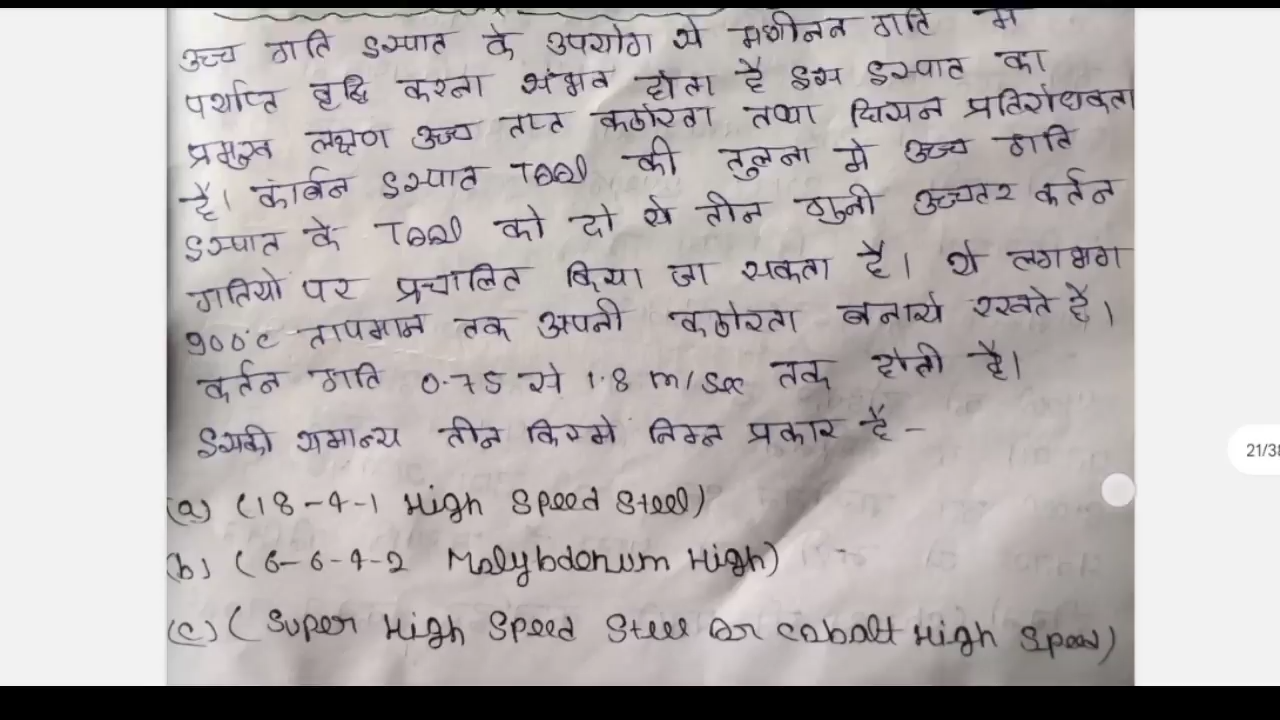 उच्च गति इस्पात के उपयोग से मशीनन गति में
पर्याप्त वृद्धि करना संभव होता है इस इस्पात का
प्रमुख लक्षण उच्च तप्त कठोरता तथा घिसन प्रतिरोधकता
है। कार्बन इस्पात Tool की तुलना मे उच्च गति
इस्पात के Tool को दो से तीन गुनी उच्चतर कर्तन
गतियों पर प्रचालित किया जा सकता है। ये लगभग
900°c तापमान तक अपनी कठोरता बनाये रखते है।
कर्तन गति 0.75 से 1.8 m/sec तक होती है।
इसकी समान्य तीन किस्मे निम्न प्रकार है -
21/38
(a) (18-4-1 High Speed Steel)
(b) (6-6-4-2 Molybdenum High)
(c) (Super High Speed Steel or Cobalt High Speed)